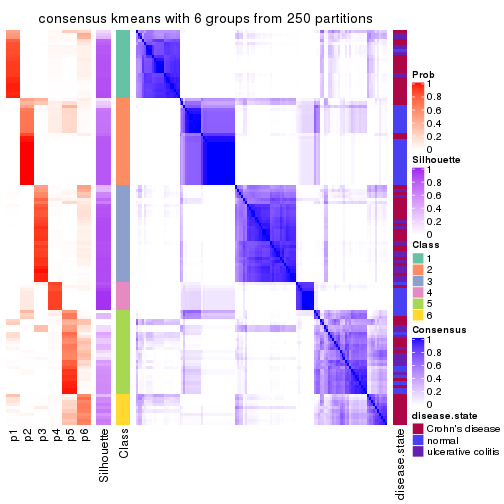 consensus kmeans with 6 groups from 250 partitions
Prob
1
0.8
0.6
0.4
0.2
0
Silhouette
1
0.8
0.6
0.4
0.2
0
Class
1
2
3
4
5
6
Consensus
1
0.8
0.6
0.4
0.2
0
disease.state
Crohn's disease
normal
ulcerative colitis
p1
p2
p3
p4
p5
p6
Silhouette
Class
disease.state